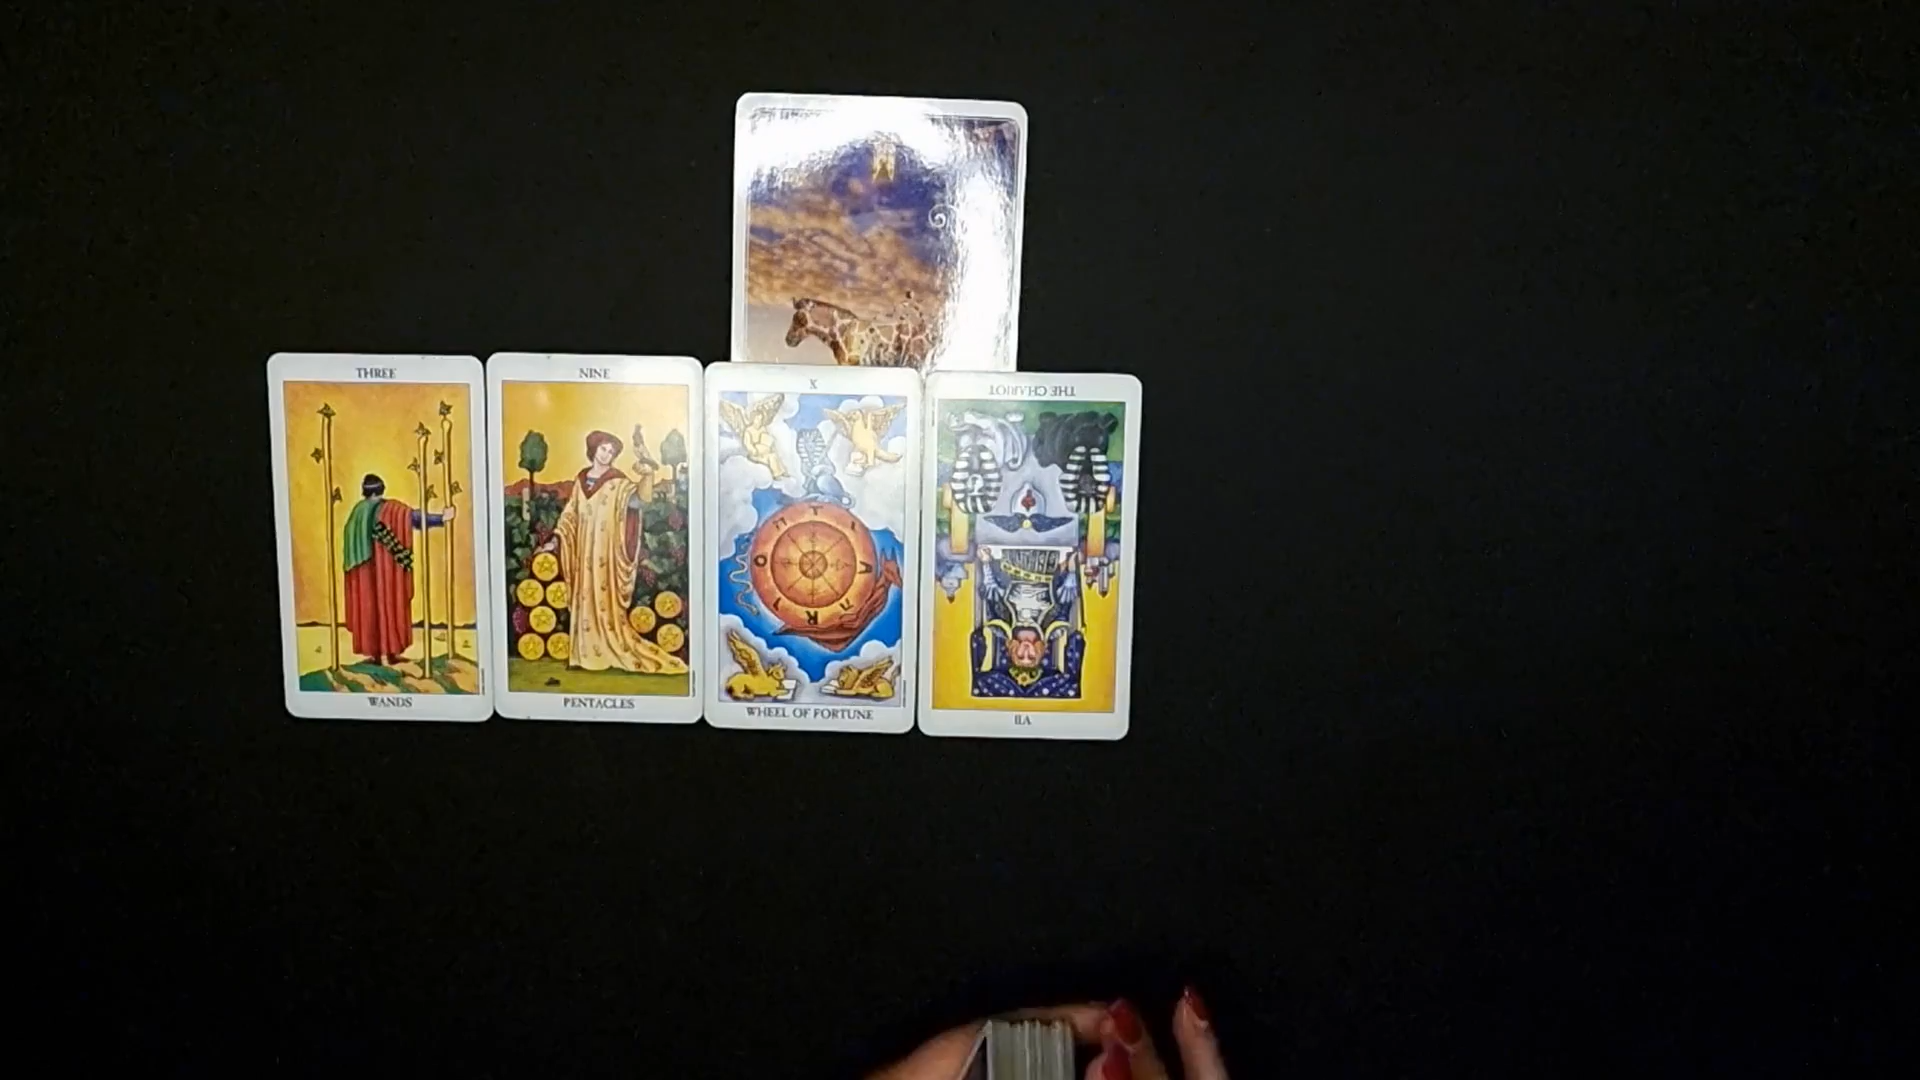 THREE
WANDS
NINE
PENTACLES
X
WHEEL OF FORTUNE
THE CHARIOT
VII